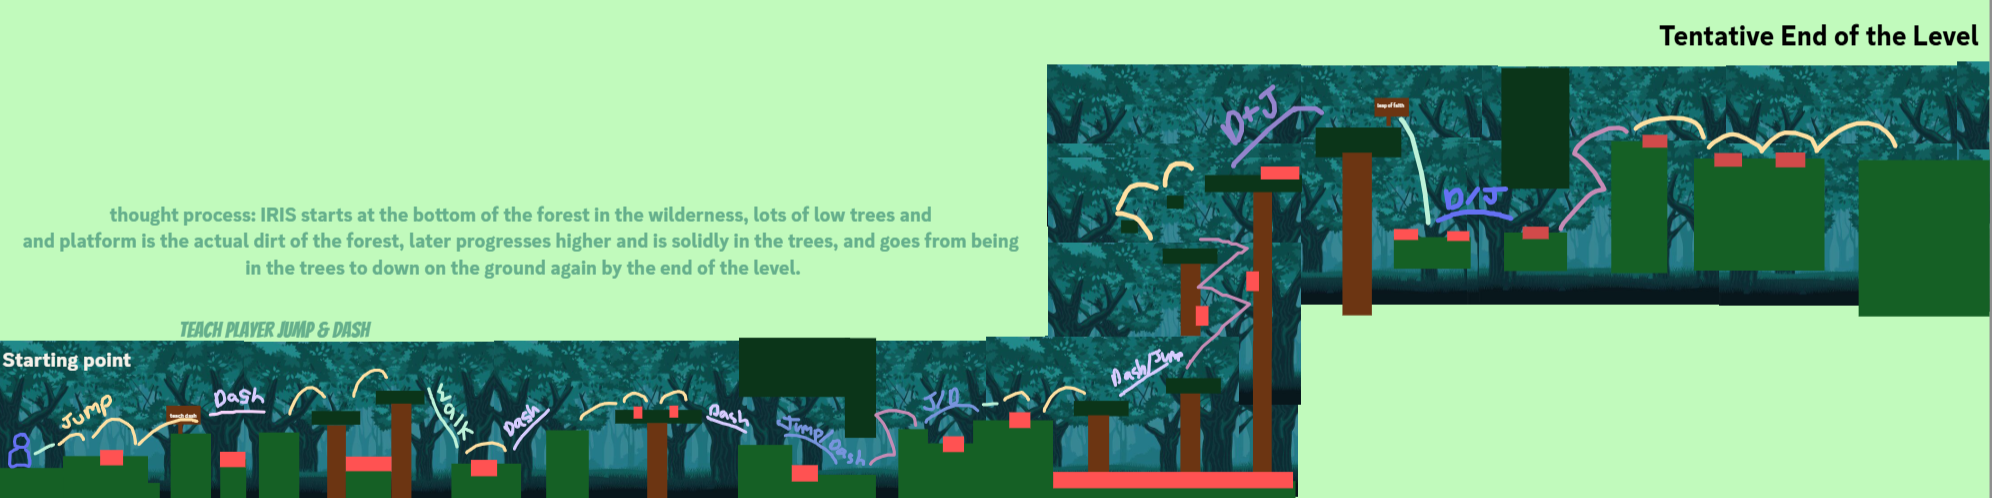 Tentative End of the Level
leap of faith
D+J
D/J
thought process: IRIS starts at the bottom of the forest in the wilderness, lots of low trees and
and platform is the actual dirt of the forest, later progresses higher and is solidly in the trees, and goes from being
in the trees to down on the ground again by the end of the level.
TEACH PLAYER JUMP & DASH
Starting point
Jump
teach dash
Dash
Walk
Dash
Dash
Jump/Dash
J/D
Dash/Jump